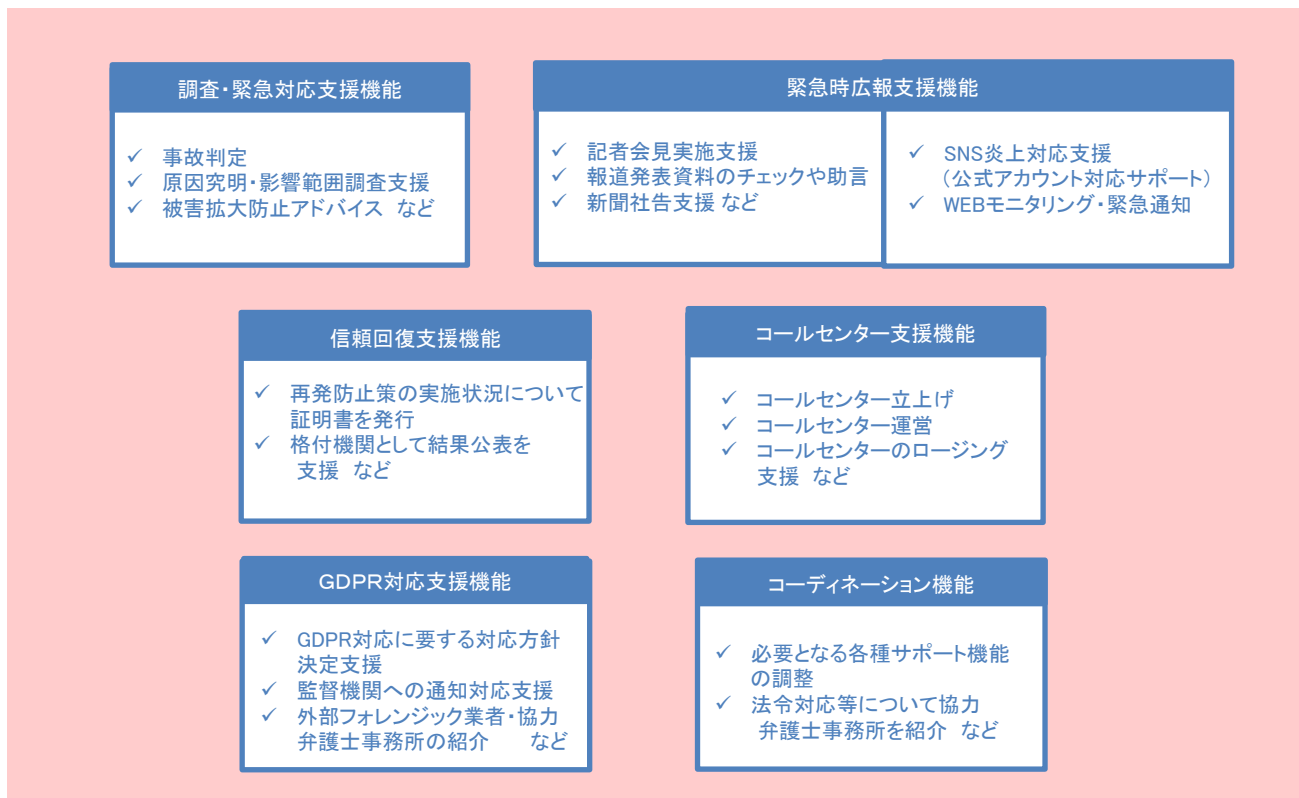 調査・緊急対応支援機能
✓ 事故判定
✓ 原因究明・影響範囲調査支援
✓ 被害拡大防止アドバイス など
緊急時広報支援機能
✓ 記者会見実施支援
✓ 報道発表資料のチェックや助言
✓ 新聞社告支援 など
✓ SNS炎上対応支援
（公式アカウント対応サポート）
✓ WEBモニタリング・緊急通知
信頼回復支援機能
✓ 再発防止策の実施状況について
証明書を発行
✓ 格付機関として結果公表を
支援 など
コールセンター支援機能
✓ コールセンター立上げ
✓ コールセンター運営
✓ コールセンターのロージング
支援 など
GDPR対応支援機能
✓ GDPR対応に要する対応方針
決定支援
✓ 監督機関への通知対応支援
✓ 外部フォレンジック業者・協力
弁護士事務所の紹介 など
コーディネーション機能
✓ 必要となる各種サポート機能
の調整
✓ 法令対応等について協力
弁護士事務所を紹介 など